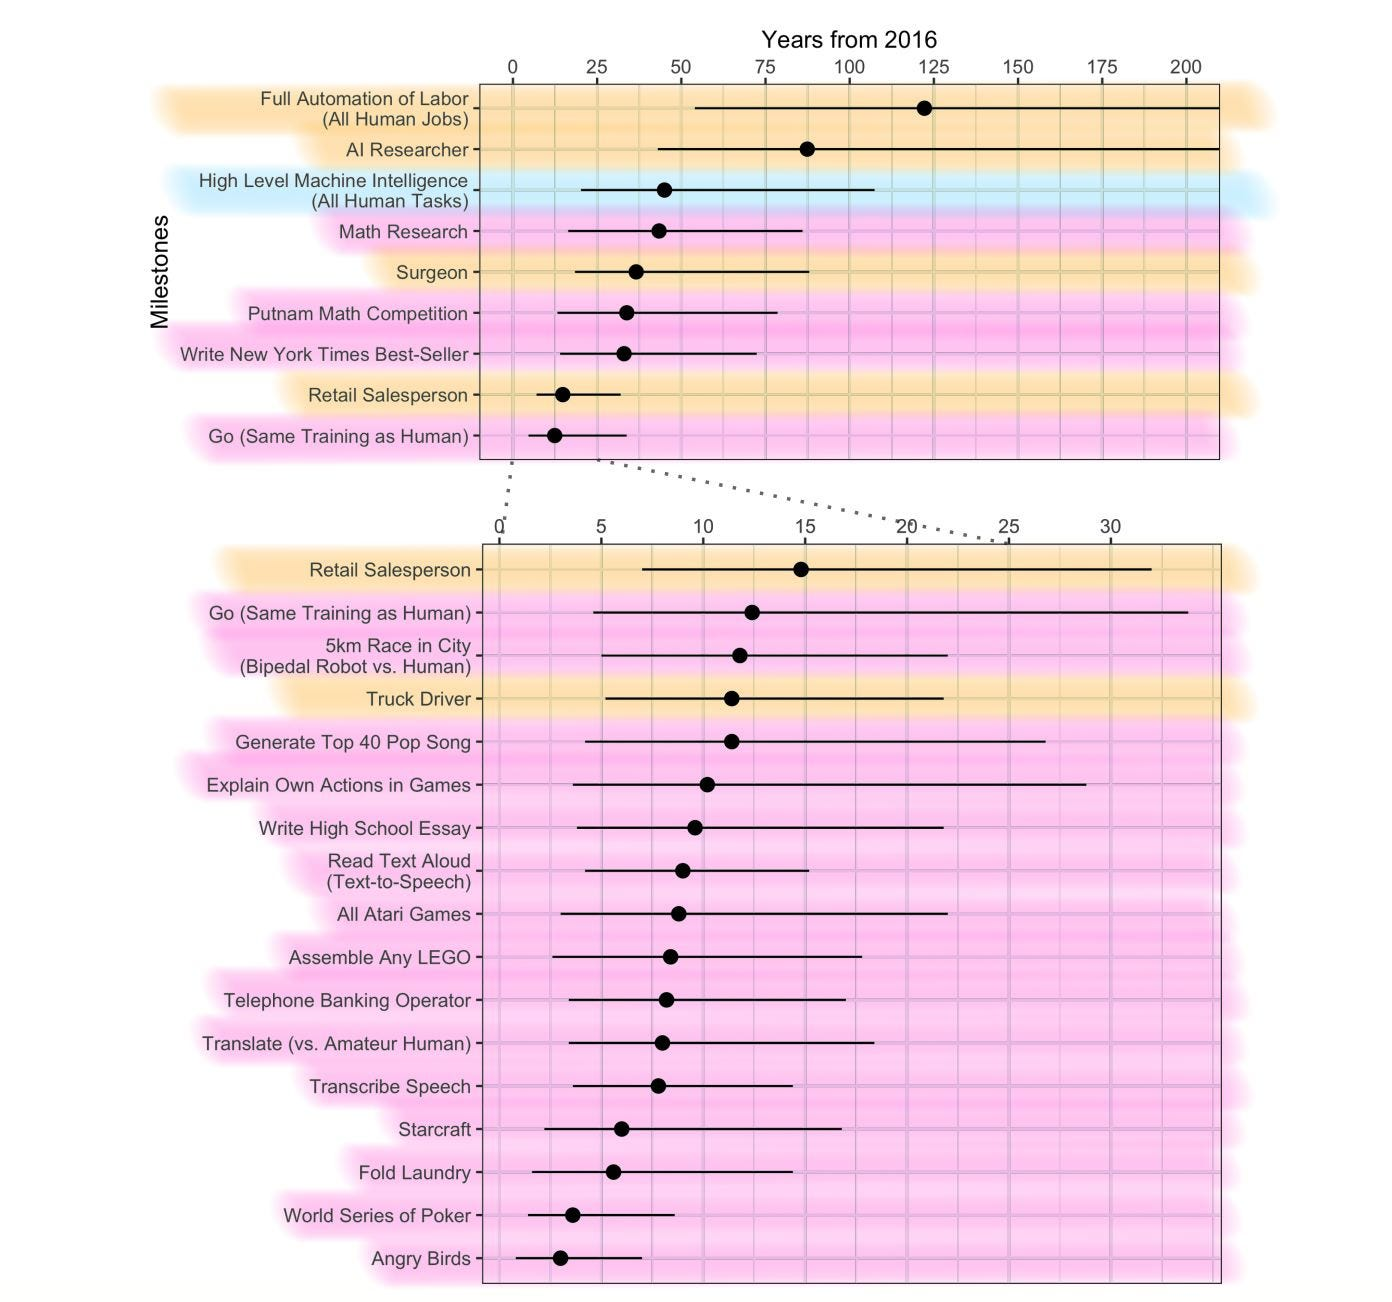 Years from 2016
0 25 50 75 100 125 150 175 200
Milestones
Full Automation of Labor
(All Human Jobs)
AI Researcher
High Level Machine Intelligence
(All Human Tasks)
Math Research
Surgeon
Putnam Math Competition
Write New York Times Best-Seller
Retail Salesperson
Go (Same Training as Human)
0 5 10 15 20 25 30
Retail Salesperson
Go (Same Training as Human)
5km Race in City
(Bipedal Robot vs. Human)
Truck Driver
Generate Top 40 Pop Song
Explain Own Actions in Games
Write High School Essay
Read Text Aloud
(Text-to-Speech)
All Atari Games
Assemble Any LEGO
Telephone Banking Operator
Translate (vs. Amateur Human)
Transcribe Speech
Starcraft
Fold Laundry
World Series of Poker
Angry Birds